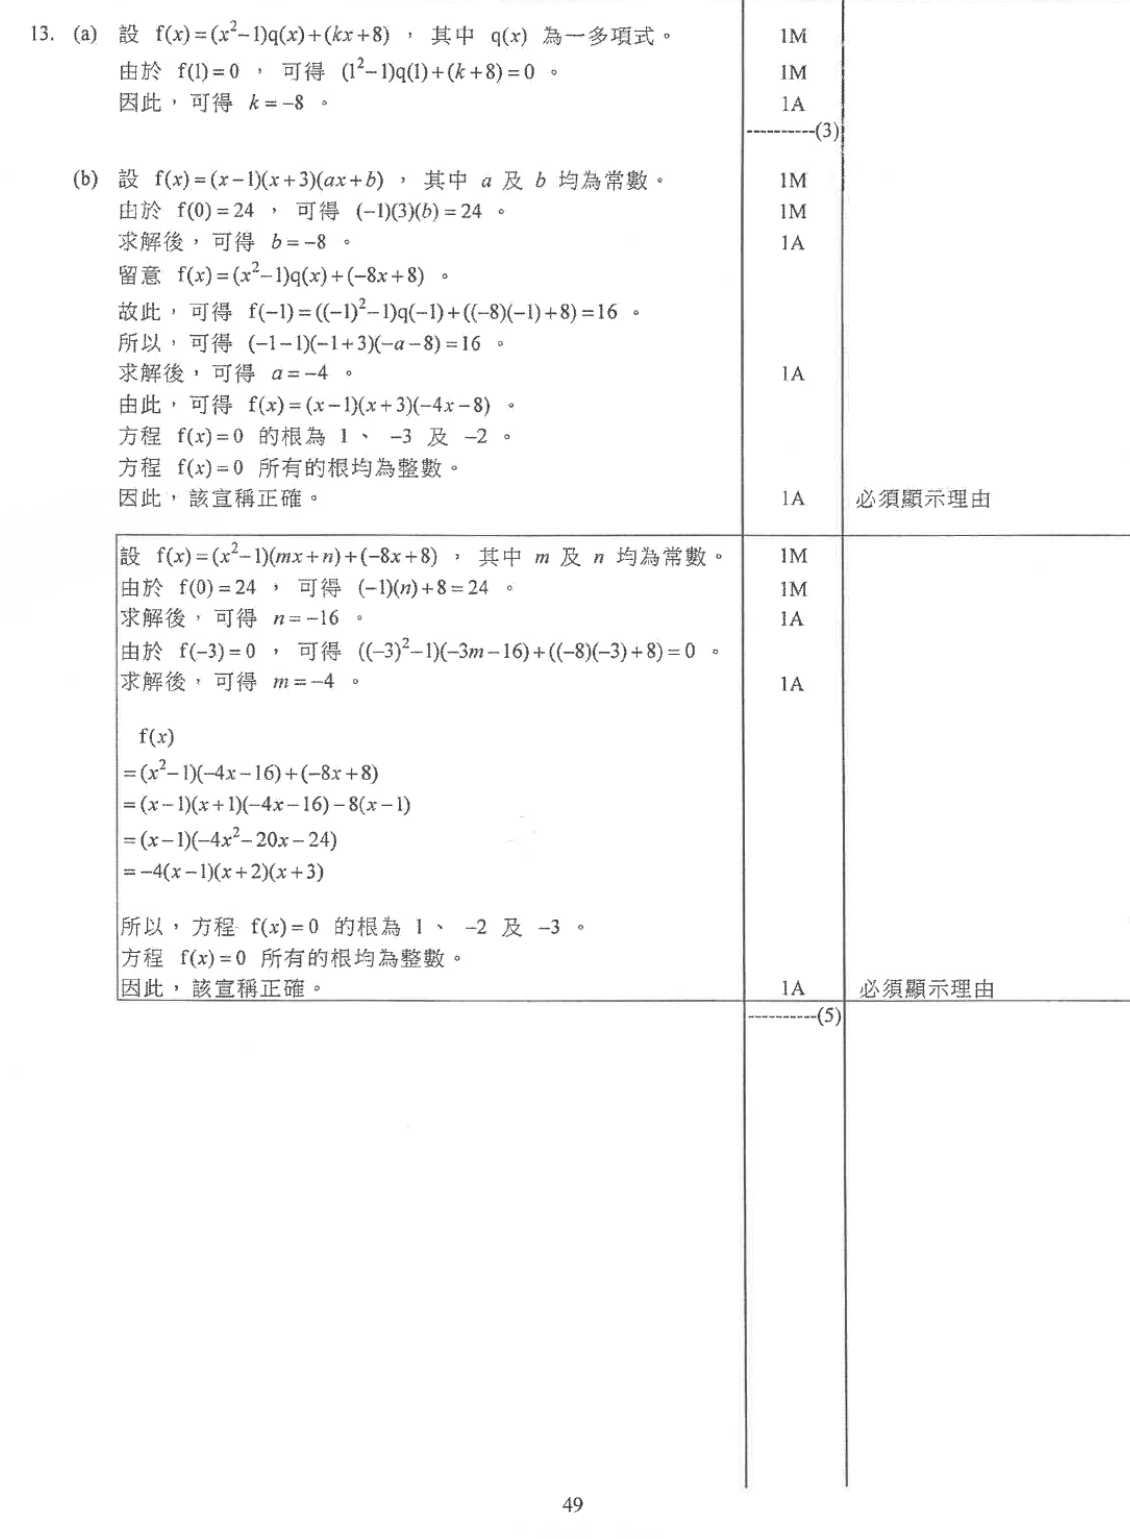 13. (a) 設 f(x)=(x²−1)q(x)+(kx+8) ，其中 q(x) 為一多項式。 1M
由於 f(1)=0 ，可得 (1²−1)q(1)+(k+8)=0 。 1M
因此，可得 k=−8 。 1A
----------(3)
(b) 設 f(x)=(x−1)(x+3)(ax+b) ，其中 a 及 b 均為常數。 1M
由於 f(0)=24 ，可得 (−1)(3)(b)=24 。 1M
求解後，可得 b=−8 。 1A
留意 f(x)=(x²−1)q(x)+(−8x+8) 。
故此，可得 f(−1)=((−1)²−1)q(−1)+((−8)(−1)+8)=16 。
所以，可得 (−1−1)(−1+3)(−a−8)=16 。
求解後，可得 a=−4 。 1A
由此，可得 f(x)=(x−1)(x+3)(−4x−8) 。
方程 f(x)=0 的根為 1 、 −3 及 −2 。
方程 f(x)=0 所有的根均為整數。
因此，該宣稱正確。 1A 必須顯示理由
設 f(x)=(x²−1)(mx+n)+(−8x+8) ，其中 m 及 n 均為常數。 1M
由於 f(0)=24 ，可得 (−1)(n)+8=24 。 1M
求解後，可得 n=−16 。 1A
由於 f(−3)=0 ，可得 ((−3)²−1)(−3m−16)+((−8)(−3)+8)=0 。
求解後，可得 m=−4 。 1A
f(x)
=(x²−1)(−4x−16)+(−8x+8)
=(x−1)(x+1)(−4x−16)−8(x−1)
=(x−1)(−4x²−20x−24)
=−4(x−1)(x+2)(x+3)
所以，方程 f(x)=0 的根為 1 、 −2 及 −3 。
方程 f(x)=0 所有的根均為整數。
因此，該宣稱正確。 1A 必須顯示理由
----------(5)
49